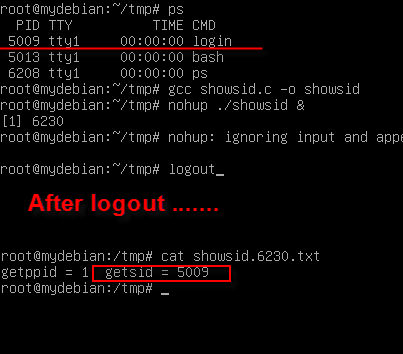 root@mydebian:~/tmp# ps
PID TTY TIME CMD
5009 tty1 00:00:00 login
5013 tty1 00:00:00 bash
6208 tty1 00:00:00 ps
root@mydebian:~/tmp# gcc showsid.c -o showsid
root@mydebian:~/tmp# nohup ./showsid &
[1] 6230
root@mydebian:~/tmp# nohup: ignoring input and appe
root@mydebian:~/tmp# logout_
After logout .......
root@mydebian:/tmp# cat showsid.6230.txt
getppid = 1 getsid = 5009
root@mydebian:/tmp# _